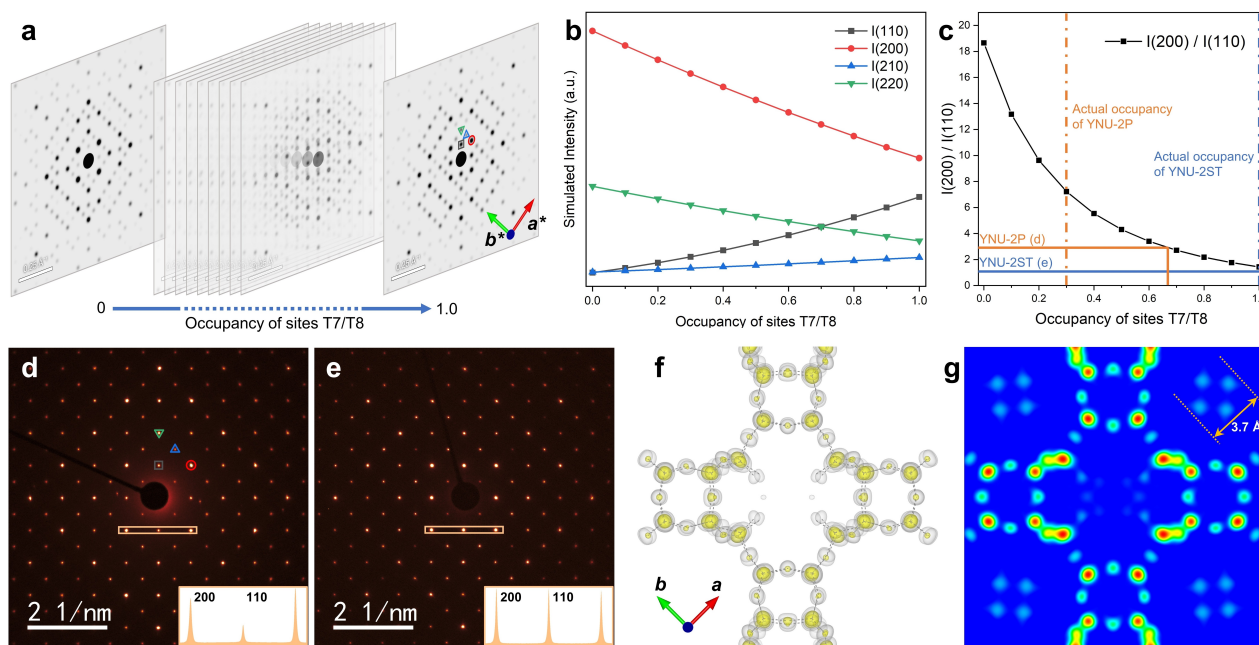 a
0.25 Å⁻¹
b*
a*
0
1.0
Occupancy of sites T7/T8
b
Simulated Intensity (a.u.)
I(110)
I(200)
I(210)
I(220)
0.0 0.2 0.4 0.6 0.8 1.0
Occupancy of sites T7/T8
c
I(200) / I(110)
21
20
18
16
14
12
10
8
6
4
2
0
I(200) / I(110)
Actual occupancy
of YNU-2P
Actual occupancy
of YNU-2ST
YNU-2P (d)
YNU-2ST (e)
0.0 0.2 0.4 0.6 0.8
Occupancy of sites T7/T8
d
2 1/nm
200 110
e
2 1/nm
200 110
f
b
a
g
3.7 Å